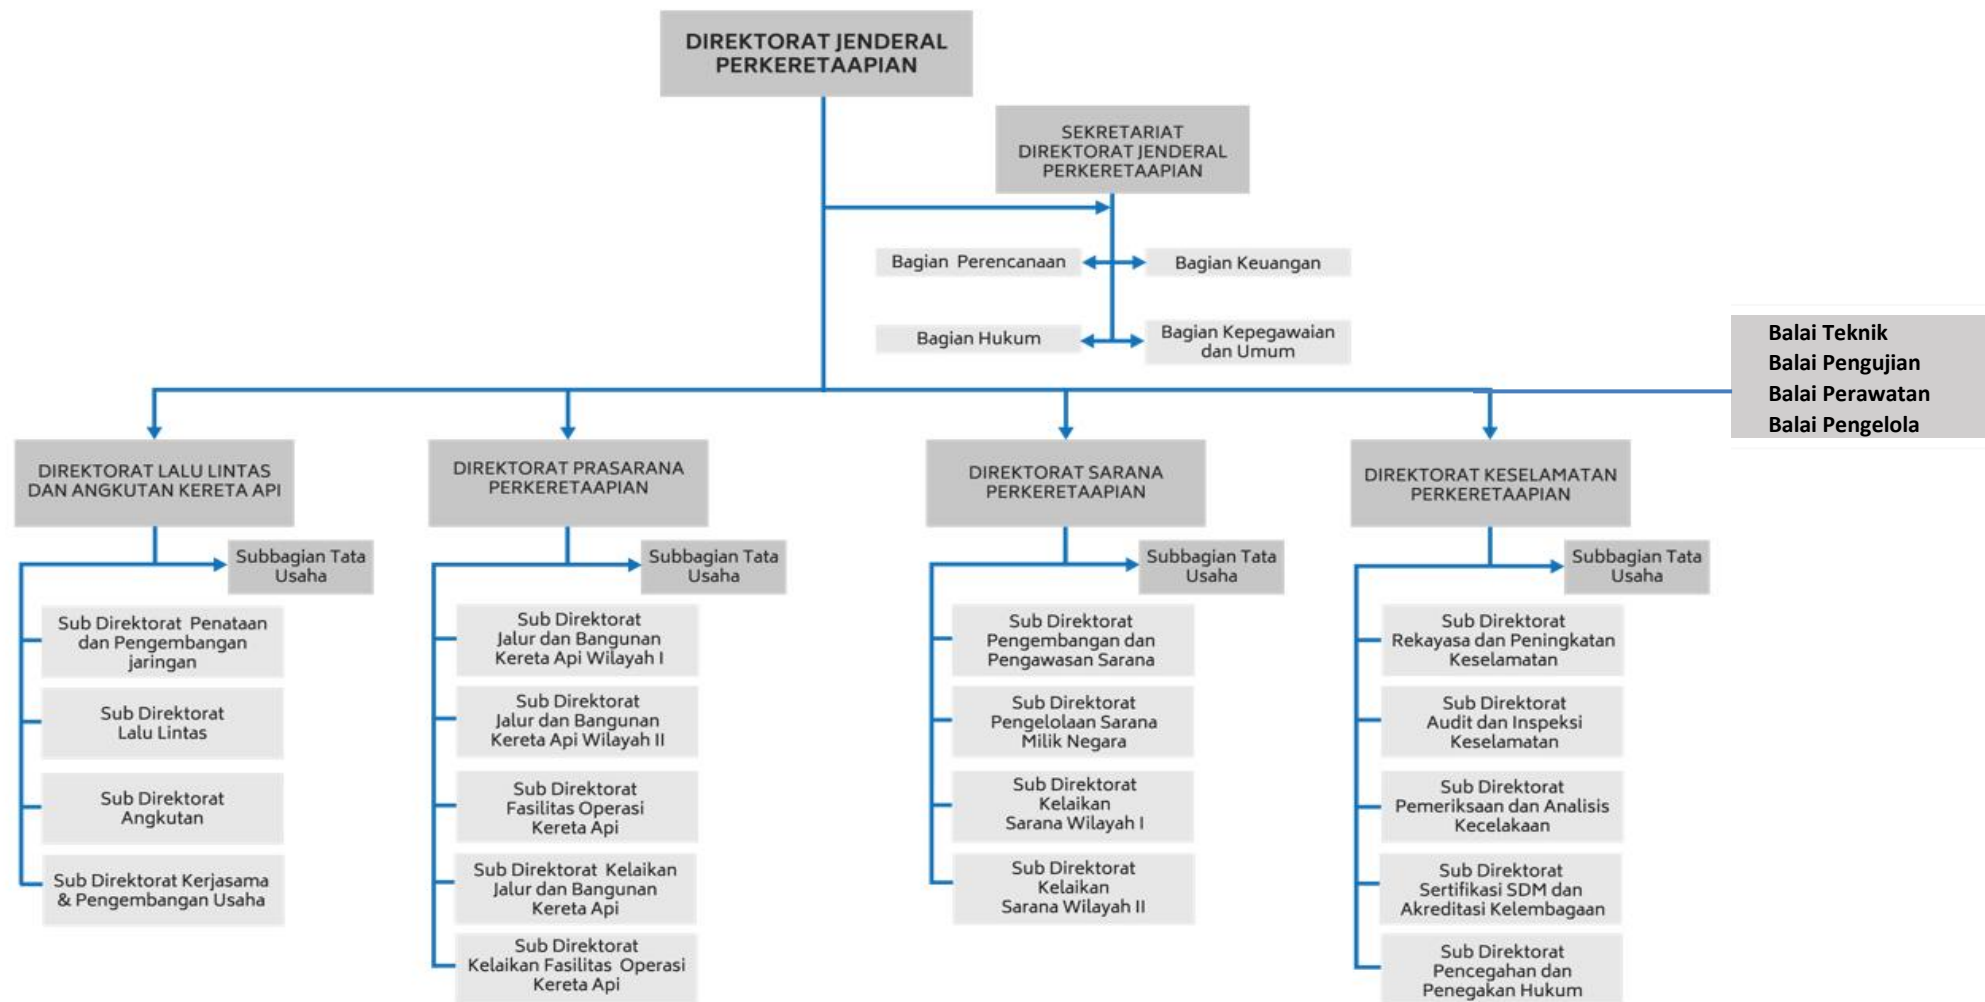 DIREKTORAT JENDERAL
PERKERETAAPIAN
SEKRETARIAT
DIREKTORAT JENDERAL
PERKERETAAPIAN
Bagian Perencanaan
Bagian Keuangan
Bagian Hukum
Bagian Kepegawaian
dan Umum
Balai Teknik
Balai Pengujian
Balai Perawatan
Balai Pengelola
DIREKTORAT LALU LINTAS
DAN ANGKUTAN KERETA API
Subbagian Tata
Usaha
Sub Direktorat Penataan
dan Pengembangan
jaringan
Sub Direktorat
Lalu Lintas
Sub Direktorat
Angkutan
Sub Direktorat Kerjasama
& Pengembangan Usaha
DIREKTORAT PRASARANA
PERKERETAAPIAN
Subbagian Tata
Usaha
Sub Direktorat
Jalur dan Bangunan
Kereta Api Wilayah I
Sub Direktorat
Jalur dan Bangunan
Kereta Api Wilayah II
Sub Direktorat
Fasilitas Operasi
Kereta Api
Sub Direktorat Kelaikan
Jalur dan Bangunan
Kereta Api
Sub Direktorat
Kelaikan Fasilitas Operasi
Kereta Api
DIREKTORAT SARANA
PERKERETAAPIAN
Subbagian Tata
Usaha
Sub Direktorat
Pengembangan dan
Pengawasan Sarana
Sub Direktorat
Pengelolaan Sarana
Milik Negara
Sub Direktorat
Kelaikan
Sarana Wilayah I
Sub Direktorat
Kelaikan
Sarana Wilayah II
DIREKTORAT KESELAMATAN
PERKERETAAPIAN
Subbagian Tata
Usaha
Sub Direktorat
Rekayasa dan Peningkatan
Keselamatan
Sub Direktorat
Audit dan Inspeksi
Keselamatan
Sub Direktorat
Pemeriksaan dan Analisis
Kecelakaan
Sub Direktorat
Sertifikasi SDM dan
Akreditasi Kelembagaan
Sub Direktorat
Pencegahan dan
Penegakan Hukum